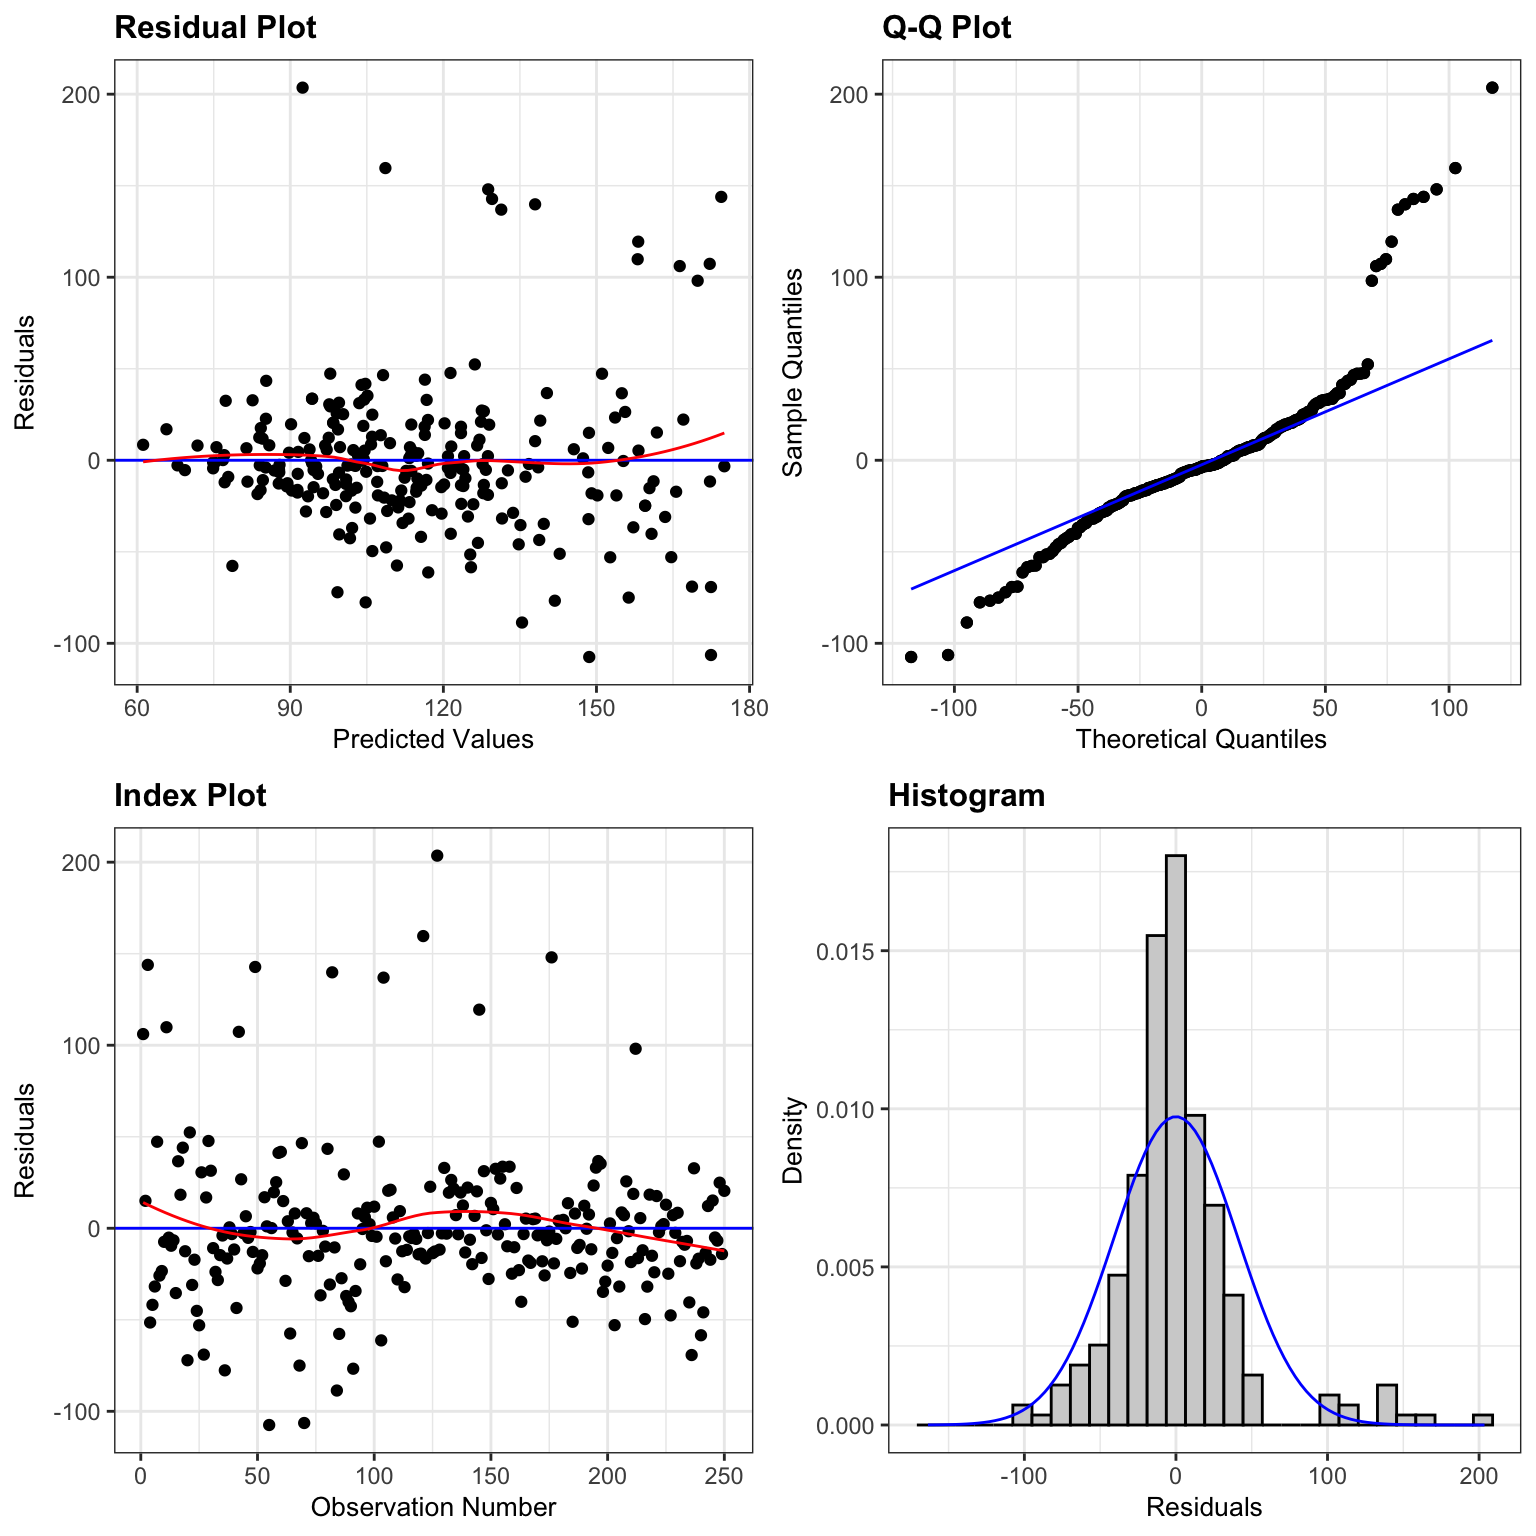 Residual Plot
200
100
0
-100
Residuals
60 90 120 150 180
Predicted Values
Q-Q Plot
200
100
0
-100
Sample Quantiles
-100 -50 0 50 100
Theoretical Quantiles
Index Plot
200
100
0
-100
Residuals
0 50 100 150 200 250
Observation Number
Histogram
0.015
0.010
0.005
0.000
Density
-100 0 100 200
Residuals